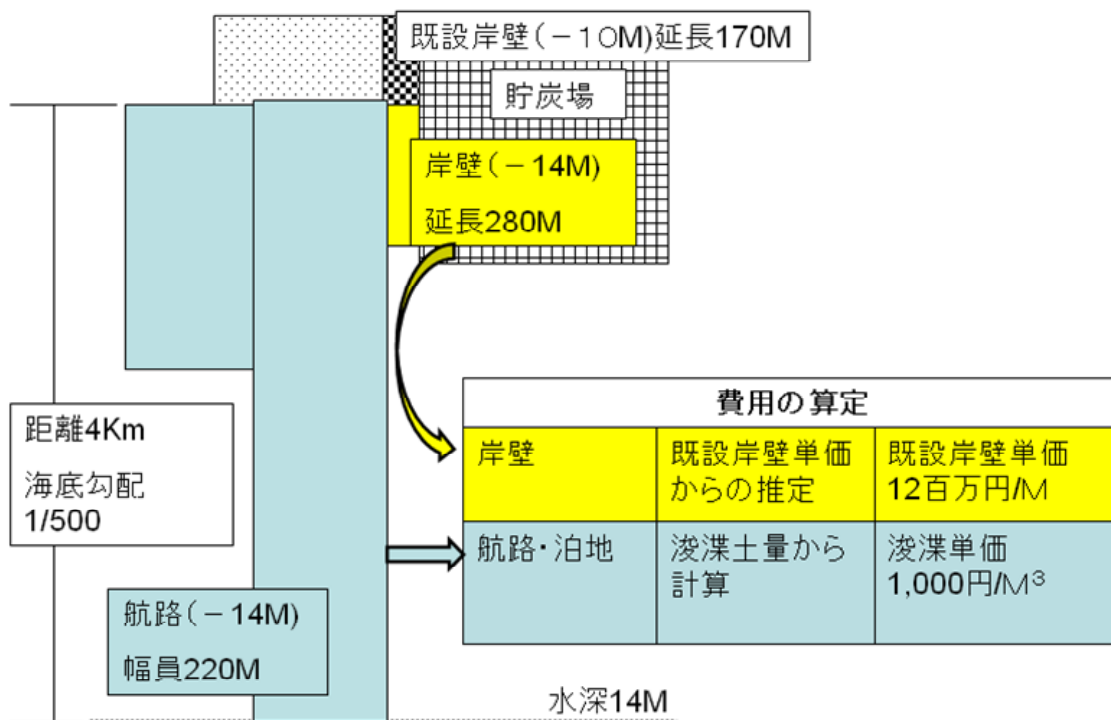 既設岸壁(-10M)延長170M
貯炭場
岸壁(-14M)
延長280M
距離4Km
海底勾配
1/500
航路(-14M)
幅員220M
費用の算定
岸壁
既設岸壁単価
からの推定
既設岸壁単価
12百万円/M
航路・泊地
浚渫土量から
計算
浚渫単価
1,000円/M³
水深14M